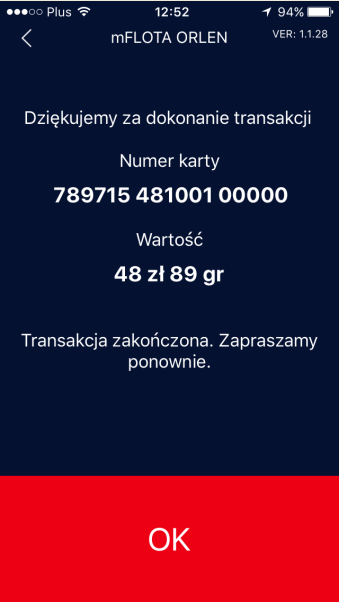 Plus 12:52 94%
mFLOTA ORLEN VER: 1.1.28
Dziękujemy za dokonanie transakcji
Numer karty
789715 481001 00000
Wartość
48 zł 89 gr
Transakcja zakończona. Zapraszamy
ponownie.
OK